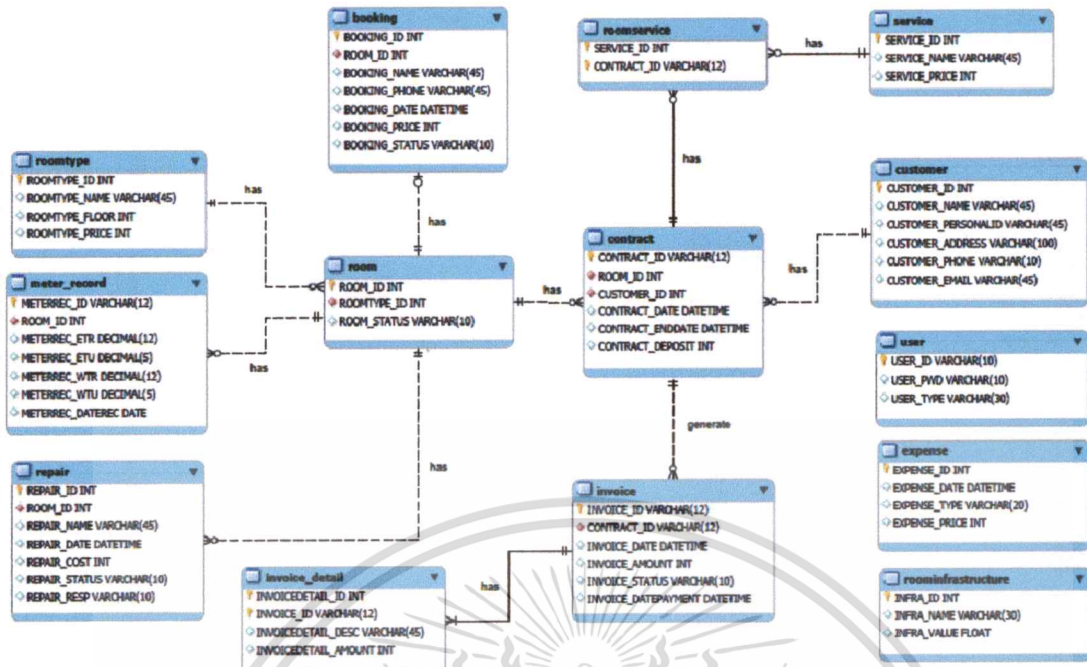 booking
BOOKING_ID INT
ROOM_ID INT
BOOKING_NAME VARCHAR(45)
BOOKING_PHONE VARCHAR(45)
BOOKING_DATE DATETIME
BOOKING_PRICE INT
BOOKING_STATUS VARCHAR(10)
roomservice
SERVICE_ID INT
CONTRACT_ID VARCHAR(12)
has
service
SERVICE_ID INT
SERVICE_NAME VARCHAR(45)
SERVICE_PRICE INT
roomtype
ROOMTYPE_ID INT
ROOMTYPE_NAME VARCHAR(45)
ROOMTYPE_FLOOR INT
ROOMTYPE_PRICE INT
has
has
has
customer
CUSTOMER_ID INT
CUSTOMER_NAME VARCHAR(45)
CUSTOMER_PERSONALID VARCHAR(45)
CUSTOMER_ADDRESS VARCHAR(100)
CUSTOMER_PHONE VARCHAR(10)
CUSTOMER_EMAIL VARCHAR(45)
contract
CONTRACT_ID VARCHAR(12)
ROOM_ID INT
CUSTOMER_ID INT
CONTRACT_DATE DATETIME
CONTRACT_ENDDATE DATETIME
CONTRACT_DEPOSIT INT
has
room
ROOM_ID INT
ROOMTYPE_ID INT
ROOM_STATUS VARCHAR(10)
has
meter_record
METERREC_ID VARCHAR(12)
ROOM_ID INT
METERREC_ETR DECIMAL(12)
METERREC_ETU DECIMAL(5)
METERREC_WTR DECIMAL(12)
METERREC_WTU DECIMAL(5)
METERREC_DATEREC DATE
has
user
USER_ID VARCHAR(10)
USER_PWD VARCHAR(10)
USER_TYPE VARCHAR(30)
generate
expense
EXPENSE_ID INT
EXPENSE_DATE DATETIME
EXPENSE_TYPE VARCHAR(20)
EXPENSE_PRICE INT
repair
REPAIR_ID INT
ROOM_ID INT
REPAIR_NAME VARCHAR(45)
REPAIR_DATE DATETIME
REPAIR_COST INT
REPAIR_STATUS VARCHAR(10)
REPAIR_RESP VARCHAR(10)
has
invoice
INVOICE_ID VARCHAR(12)
CONTRACT_ID VARCHAR(12)
INVOICE_DATE DATETIME
INVOICE_AMOUNT INT
INVOICE_STATUS VARCHAR(10)
INVOICE_DATEPAYMENT DATETIME
invoice_detail
INVOICEDETAIL_ID INT
INVOICE_ID VARCHAR(12)
INVOICEDETAIL_DESC VARCHAR(45)
INVOICEDETAIL_AMOUNT INT
has
roominfrastructure
INFRA_ID INT
INFRA_NAME VARCHAR(30)
INFRA_VALUE FLOAT